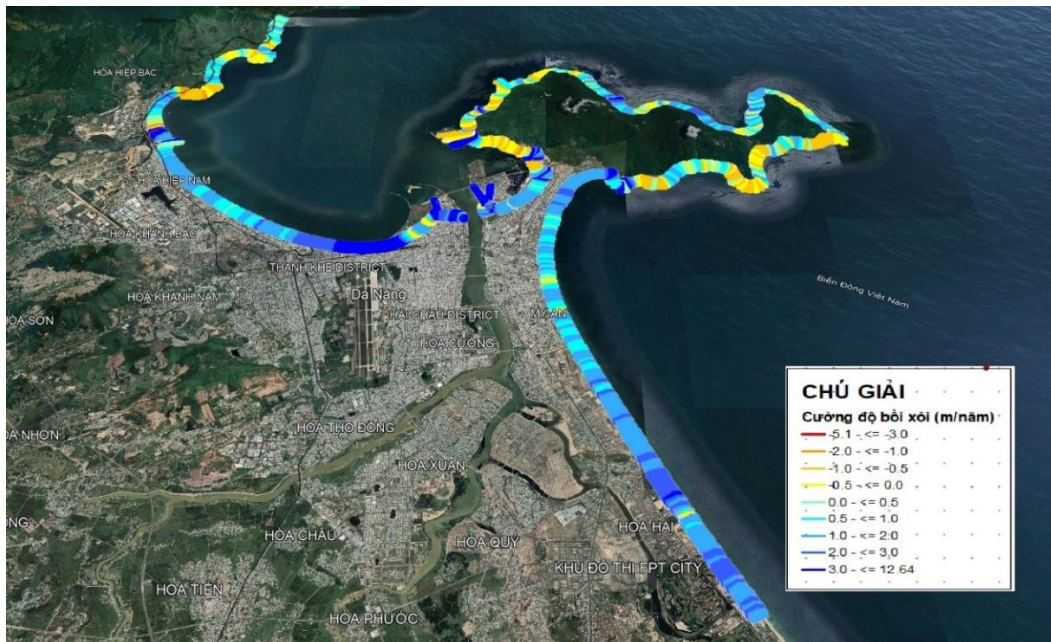 HÒA HIỆP BẮC
HÒA HIỆP NAM
HÒA KHÁNH BẮC
THANH KHÊ DISTRICT
HÒA KHÁNH NAM
Da Nang
HẢI CHÂU DISTRICT
MỸ AN
HÒA SƠN
HÒA CƯỜNG
Biển Đông Việt Nam
HÒA NHƠN
HÒA THỌ ĐÔNG
HÒA XUÂN
HÒA CHÂU
HÒA QUÝ
HÒA HẢI
KHU ĐÔ THỊ FPT CITY
HÒA TIẾN
HÒA PHƯỚC
CHÚ GIẢI
Cường độ bồi xói (m/năm)
-5.1 - <= -3.0
-2.0 - <= -1.0
-1.0 - <= -0.5
-0.5 - <= 0.0
0.0 - <= 0.5
0.5 - <= 1.0
1.0 - <= 2.0
2.0 - <= 3.0
3.0 - <= 12.64